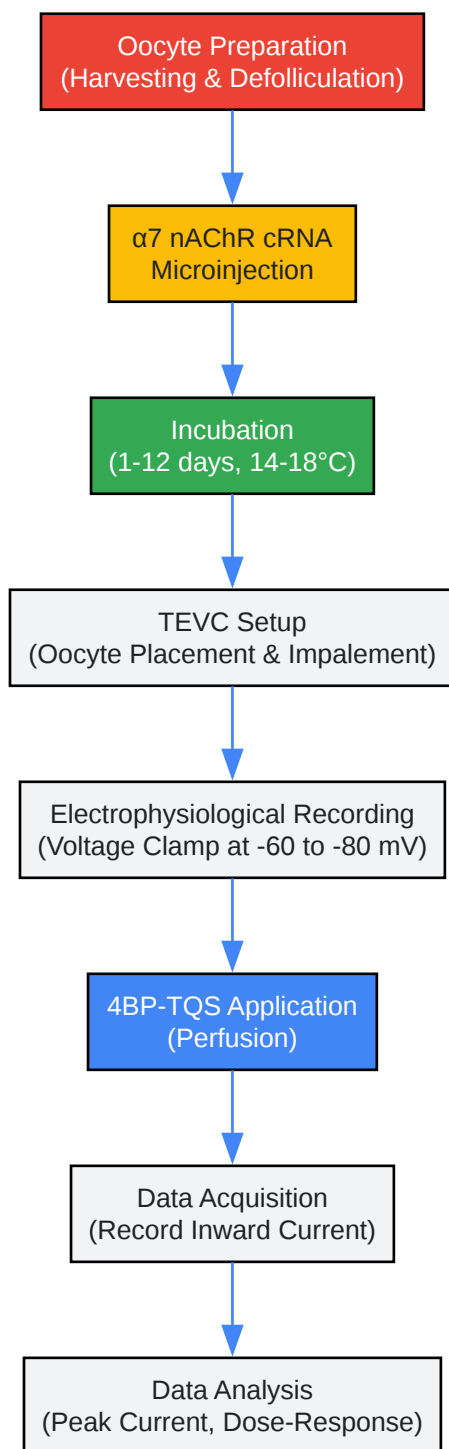 Oocyte Preparation
(Harvesting & Defolliculation)
α7 nAChR cRNA
Microinjection
Incubation
(1-12 days, 14-18°C)
TEVC Setup
(Oocyte Placement & Impalement)
Electrophysiological Recording
(Voltage Clamp at -60 to -80 mV)
4BP-TQS Application
(Perfusion)
Data Acquisition
(Record Inward Current)
Data Analysis
(Peak Current, Dose-Response)